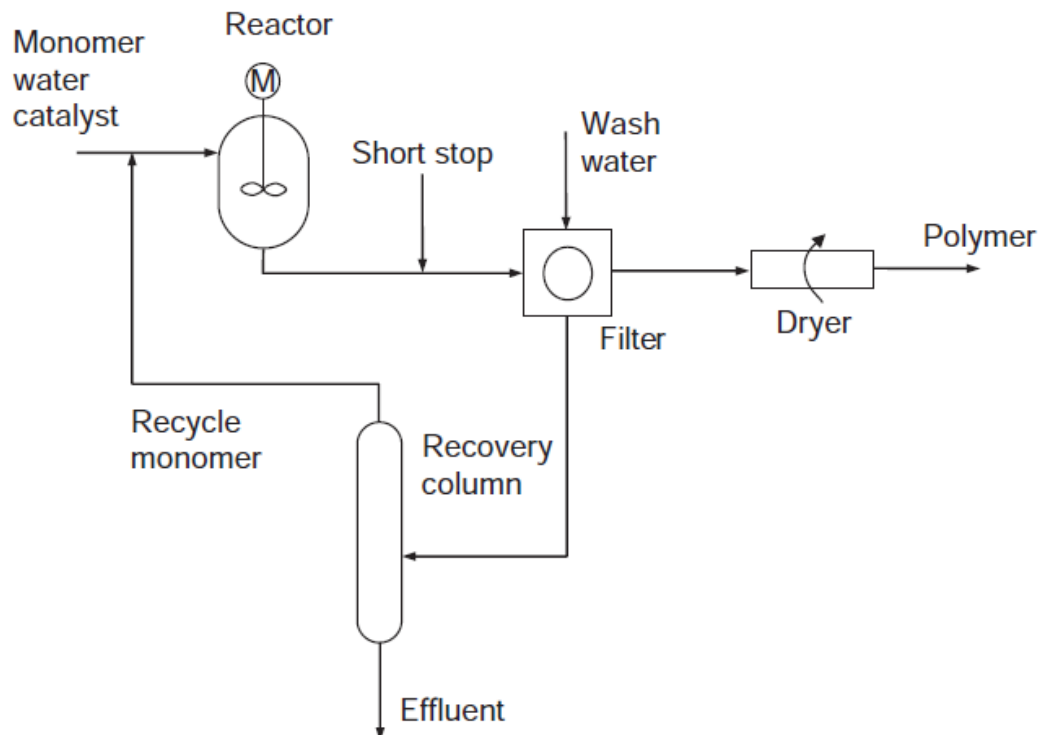 Reactor
Monomer
water
catalyst
M
Short stop
Wash
water
Polymer
Dryer
Filter
Recycle
monomer
Recovery
column
Effluent